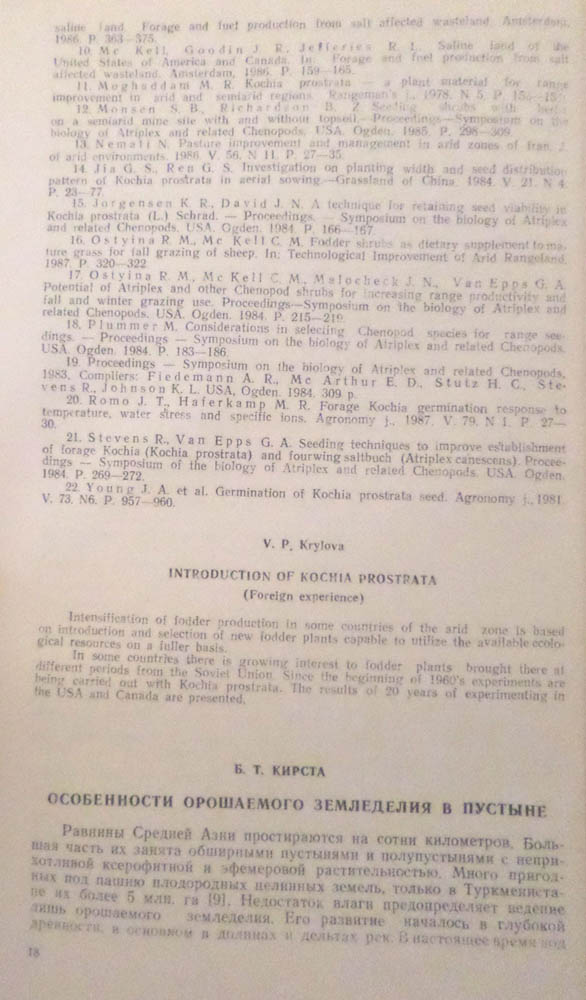 saline land. Forage and fuel production from salt affected wasteland. Amsterdam,
1986. P. 363—375.
10. Mc Kell, Goodin J. R., Jefferies R. L. Saline land of the
United States of America and Canada. In: Forage and fuel production from salt
affected wasteland. Amsterdam, 1986. P. 159—165.
11. Moghaddam M. R. Kochia prostrata — a plant material for range
improvement in arid and semiarid regions. Rangeman's j., 1978. N 5. P.
12. Monsen S. B., Richardson B. Z. Seeding shrubs with
on a semiarid mine site with and without topsoil.—Proceedings—Symposium on the
biology of Atriplex and related Chenopods. USA. Ogden. 1985. P. 298—309.
13. Nemali N. Pasture improvement and management in arid zones of Iran. J.
of arid environments. 1986. V. 56. N 11. P. 27—35.
14. Jia G. S., Ren G. S. Investigation on planting width and seed distribution
pattern of Kochia prostrata in aerial sowing.—Grassland of China. 1984. V. 21. N 4.
P. 23—77.
15. Jorgensen K. R., David J. N. A technique for retaining seed viability in
Kochia prostrata (L.) Schrad. — Proceedings. — Symposium on the biology of Atriplex
and related Chenopods. USA. Ogden. 1984. P. 166—167.
16. Ostyina R. M., Mc Kell C. M. Fodder shrubs as dietary supplement to ma-
ture grass for fall grazing of sheep. In: Technological Improvement of Arid Rangeland.
1987. P. 320—322.
17. Ostyina R. M., Mc Kell C. M., Malocheck J. N., Van Epps G. A.
Potential of Atriplex and other Chenopod shrubs for increasing range productivity and
fall and winter grazing use. Proceedings—Symposium on the biology of Atriplex and
related Chenopods. USA. Ogden. 1984. P. 215—219.
18. Plummer M. Considerations in selecting Chenopod species for range see-
dings. — Proceedings — Symposium on the biology of Atriplex and related Chenopods.
USA. Ogden. 1984. P. 183—186.
19. Proceedings — Symposium on the biology of Atriplex and related Chenopods,
1983. Compliers: Fiedemann A. R., Mc Arthur E. D., Stutz H. C., Ste-
vens R., Johnson K. L. USA, Ogden. 1984. 309 p.
20. Romo J. T., Haferkamp M. R. Forage Kochia germination response to
temperature, water stress and specific ions. Agronomy j., 1987. V. 79. N 1. P. 27—
30.
21. Stevens R., Van Epps G. A. Seeding techniques to improve establishment
of forage Kochia (Kochia prostrata) and fourwing saltbuch (Atriplex canescens). Procee-
dings — Symposium of the biology of Atriplex and related Chenopods. USA. Ogden.
1984. P. 269—272.
22. Young J. A. et al. Germination of Kochia prostrata seed. Agronomy j., 1981.
V. 73. N6. P. 957—960.
V. P. Krylova
INTRODUCTION OF KOCHIA PROSTRATA
(Foreign experience)
Intensification of fodder production in some countries of the arid zone is based
on introduction and selection of new fodder plants capable to utilize the available ecolo-
gical resources on a fuller basis.
In some countries there is growing interest to fodder plants brought there at
different periods from the Soviet Union. Since the beginning of 1960's experiments are
being carried out with Kochia prostrata. The results of 20 years of experimenting in
the USA and Canada are presented.
Б. Т. КИРСТА
ОСОБЕННОСТИ ОРОШАЕМОГО ЗЕМЛЕДЕЛИЯ В ПУСТЫНЕ
Равнины Средней Азии простираются на сотни километров. Боль-
шая часть их занята обширными пустынями и полупустынями с непри-
хотливой ксерофитной и эфемеровой растительностью. Много пригод-
ных под пашню плодородных целинных земель, только в Туркмениста-
не их более 5 млн. га [9]. Недостаток влаги предопределяет ведение
лишь орошаемого земледелия. Его развитие началось в глубокой
древности, в основном в долинах и дельтах рек. В настоящее время под
18